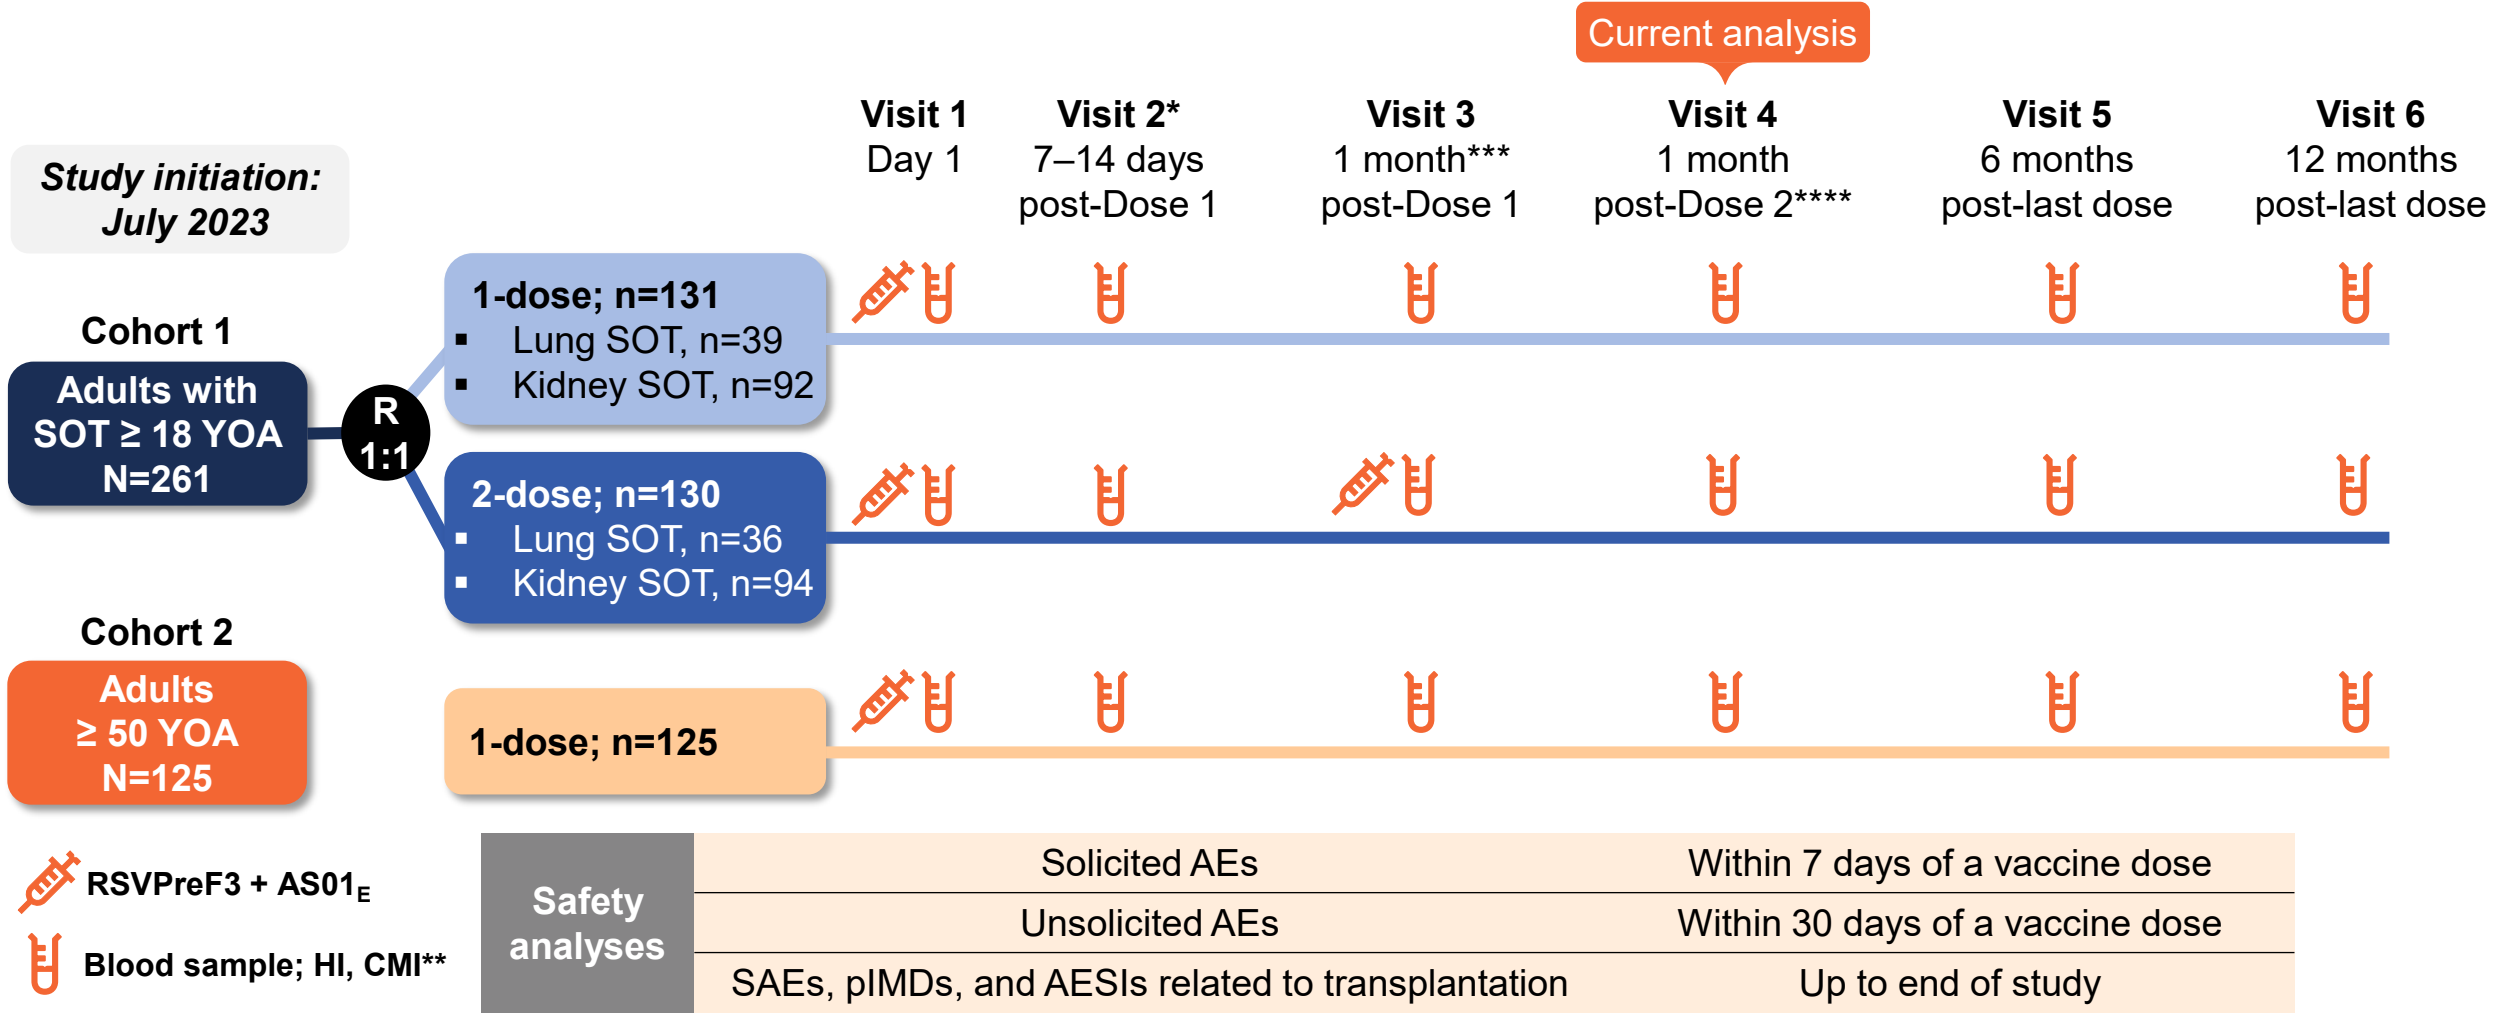 Current analysis
Visit 1
Day 1
Visit 2*
7–14 days
post-Dose 1
Visit 3
1 month***
post-Dose 1
Visit 4
1 month
post-Dose 2****
Visit 5
6 months
post-last dose
Visit 6
12 months
post-last dose
Study initiation:
July 2023
Cohort 1
Adults with
SOT ≥ 18 YOA
N=261
R
1:1
1-dose; n=131
▪ Lung SOT, n=39
▪ Kidney SOT, n=92
2-dose; n=130
▪ Lung SOT, n=36
▪ Kidney SOT, n=94
Cohort 2
Adults
≥ 50 YOA
N=125
1-dose; n=125
RSVPreF3 + AS01E
Blood sample; HI, CMI**
Safety
analyses
Solicited AEs Within 7 days of a vaccine dose
Unsolicited AEs Within 30 days of a vaccine dose
SAEs, pIMDs, and AESIs related to transplantation Up to end of study